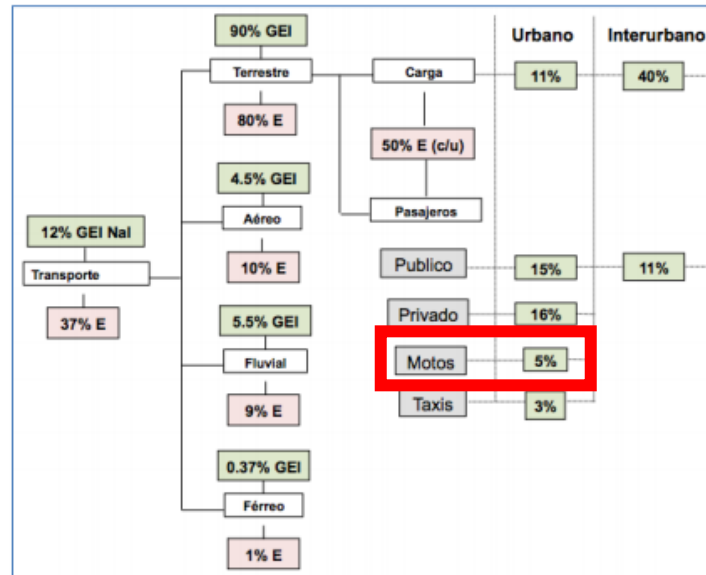 90% GEI
Urbano
Interurbano
Terrestre
Carga
11%
40%
80% E
50% E (c/u)
4.5% GEI
Aéreo
Pasajeros
12% GEI Nal
10% E
Publico
15%
11%
Transporte
37% E
5.5% GEI
Privado
16%
Fluvial
Motos
5%
9% E
Taxis
3%
0.37% GEI
Férreo
1% E